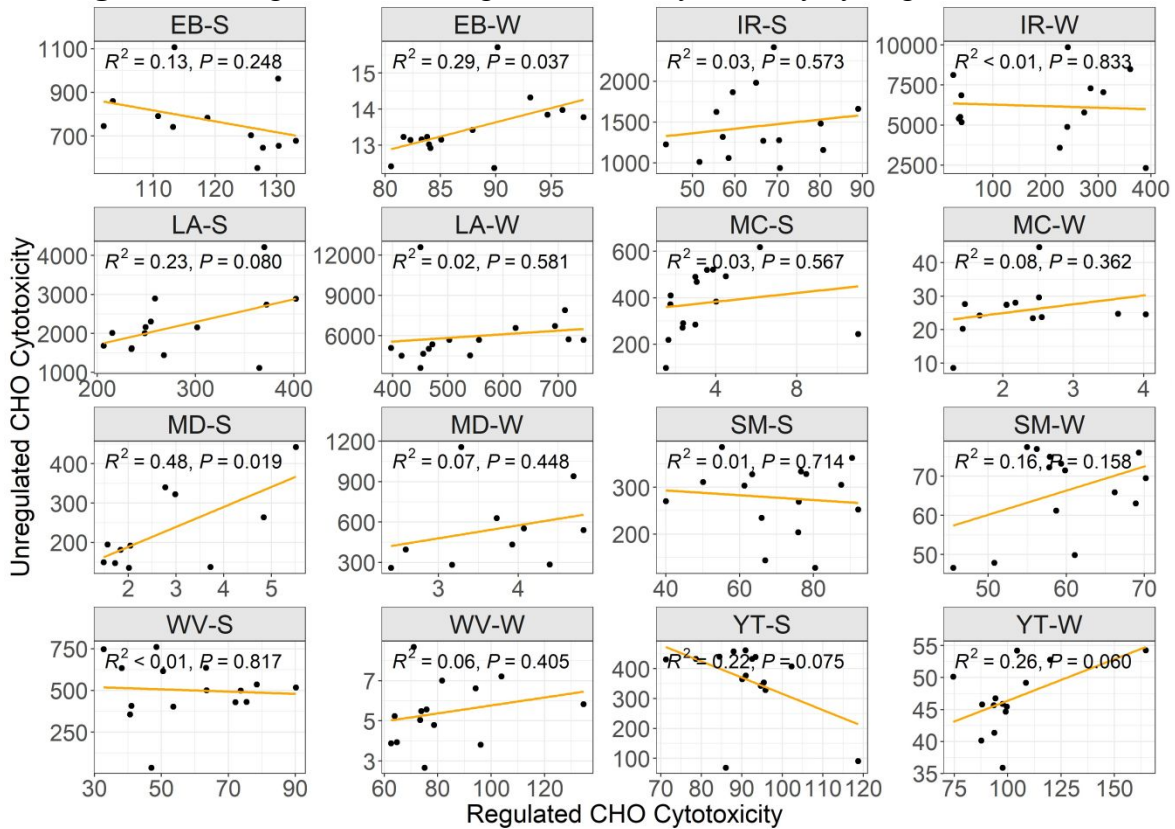 EB-S EB-W IR-S IR-W
R² = 0.13, P = 0.248 R² = 0.29, P = 0.037 R² = 0.03, P = 0.573 R² < 0.01, P = 0.833
1100 900 700
15 14 13
2000 1500 1000
10000 7500 5000 2500
110 120 130
80 85 90 95
50 60 70 80 90
100 200 300 400
LA-S LA-W MC-S MC-W
R² = 0.23, P = 0.080 R² = 0.02, P = 0.581 R² = 0.03, P = 0.567 R² = 0.08, P = 0.362
4000 3000 2000 1000
12000 9000 6000
600 400 200
40 30 20 10
200 300 400
400 500 600 700
4 8
2 3 4
MD-S MD-W SM-S SM-W
R² = 0.48, P = 0.019 R² = 0.07, P = 0.448 R² = 0.01, P = 0.714 R² = 0.16, P = 0.158
400 300 200
1200 900 600 300
300 200
70 60 50
2 3 4 5
3 4
40 60 80
50 60 70
WV-S WV-W YT-S YT-W
R² < 0.01, P = 0.817 R² = 0.06, P = 0.405 R² = 0.22, P = 0.075 R² = 0.26, P = 0.060
750 500 250
7 5 3
400 300 200 100
55 50 45 40 35
30 50 70 90
60 80 100 120
70 80 90 100 110 120
75 100 125 150
Unregulated CHO Cytotoxicity
Regulated CHO Cytotoxicity